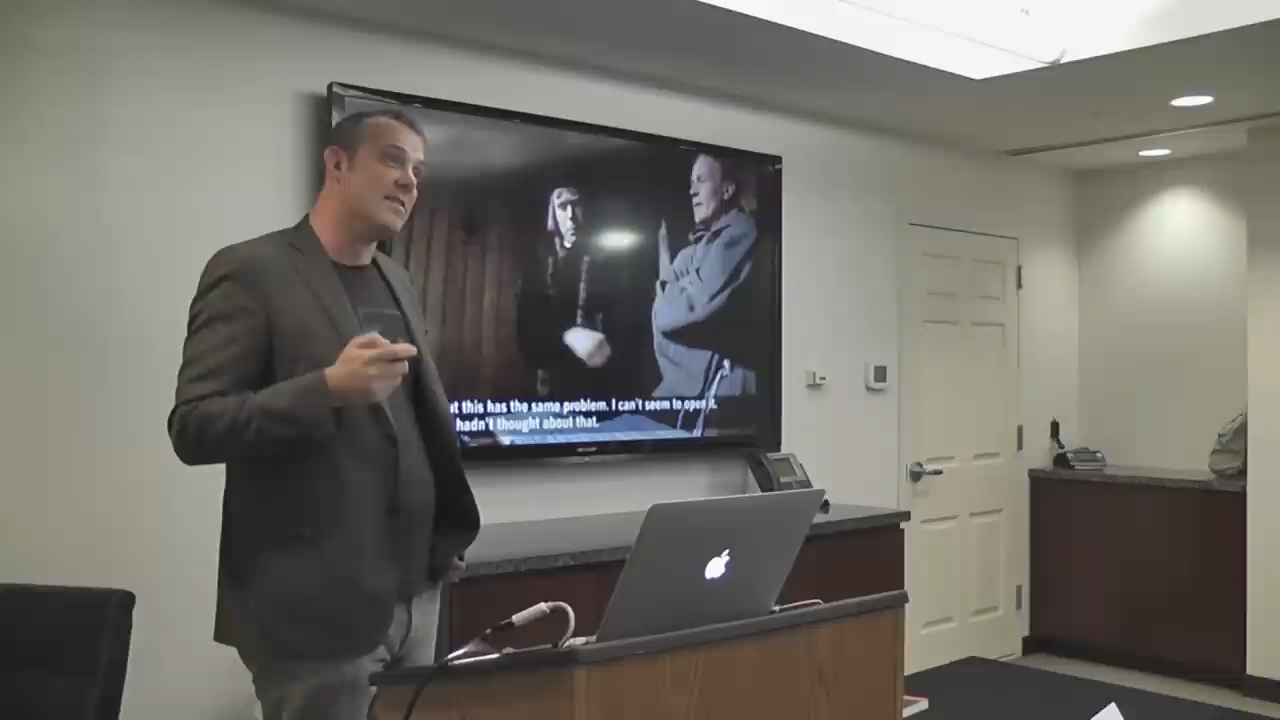 t this has the same problem. I can't seem to open it.
hadn't thought about that.